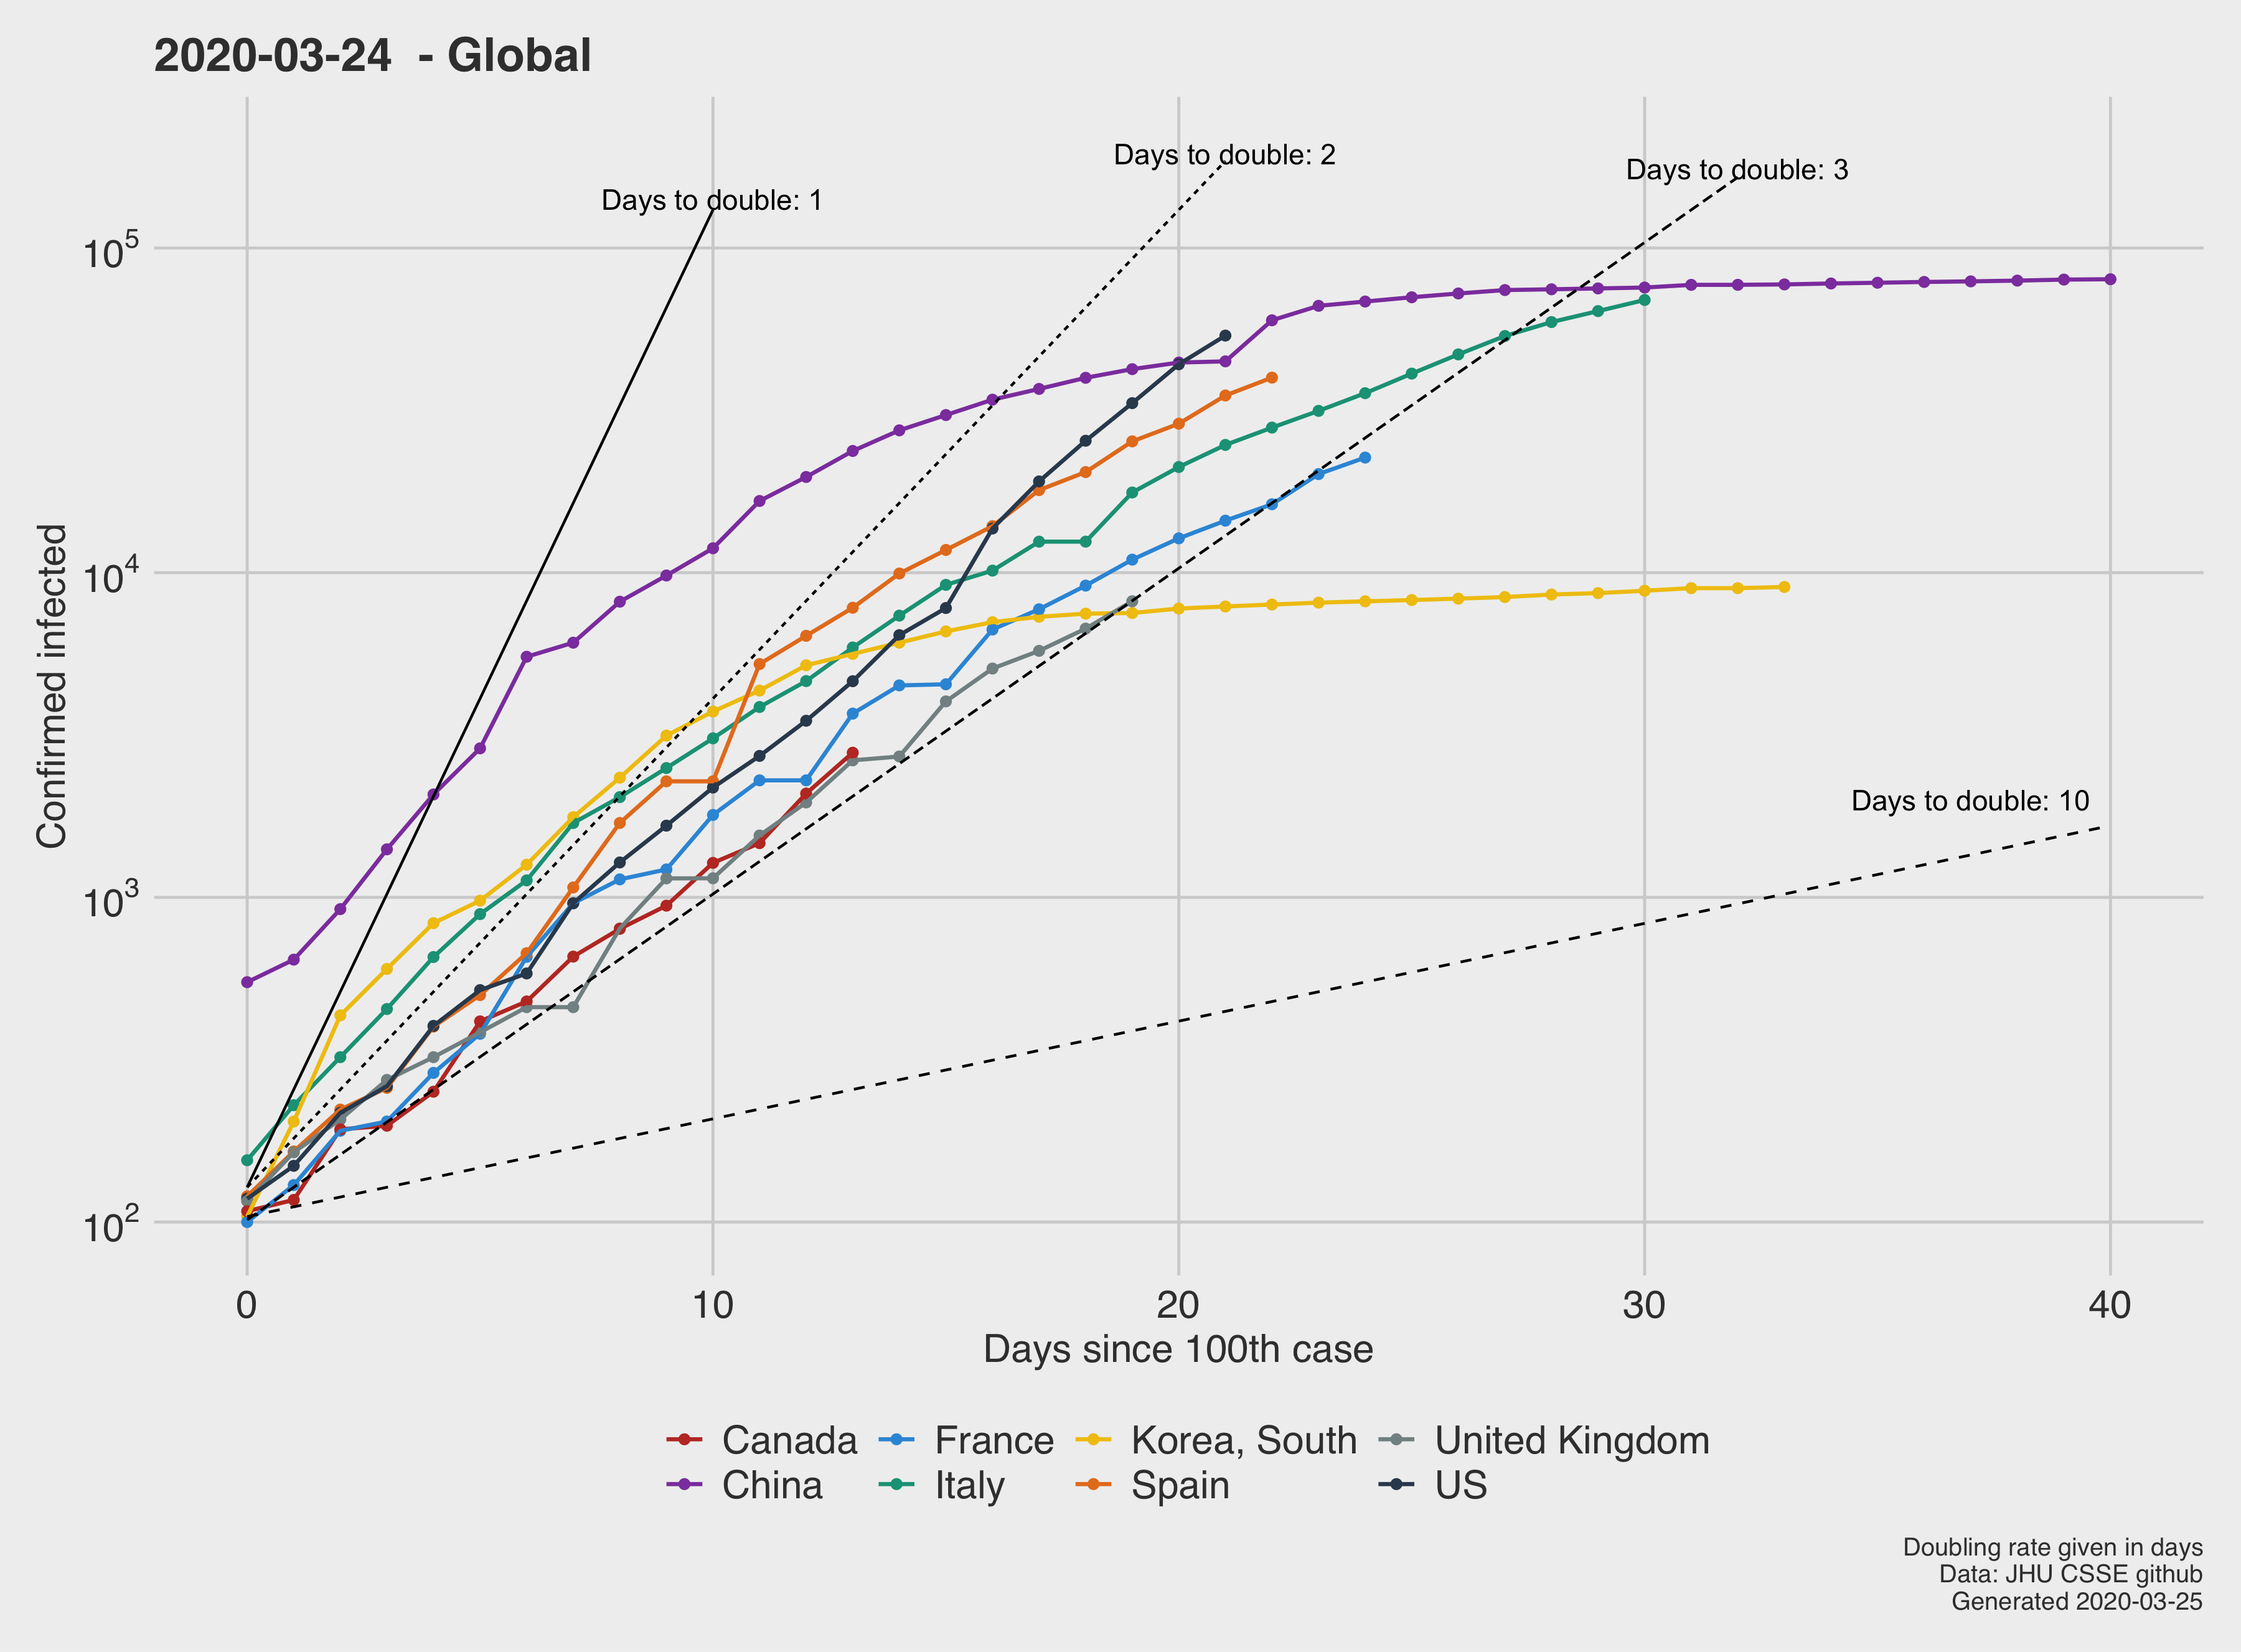 2020-03-24 - Global
Days to double: 1
Days to double: 2
Days to double: 3
Days to double: 10
Confirmed infected
10^5
10^4
10^3
10^2
0 10 20 30 40
Days since 100th case
Canada France Korea, South United Kingdom
China Italy Spain US
Doubling rate given in days
Data: JHU CSSE github
Generated 2020-03-25